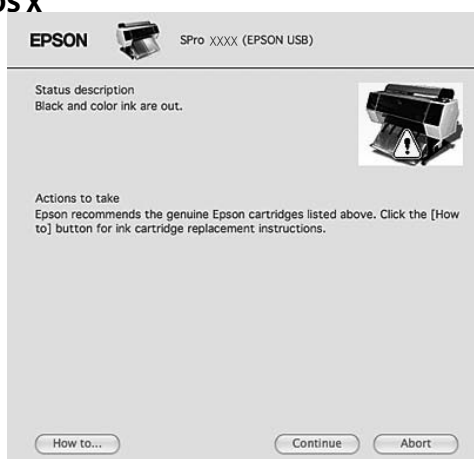 OS X
EPSON
SPro XXXX (EPSON USB)
Status description
Black and color ink are out.
Actions to take
Epson recommends the genuine Epson cartridges listed above. Click the [How
to] button for ink cartridge replacement instructions.
How to...
Continue
Abort